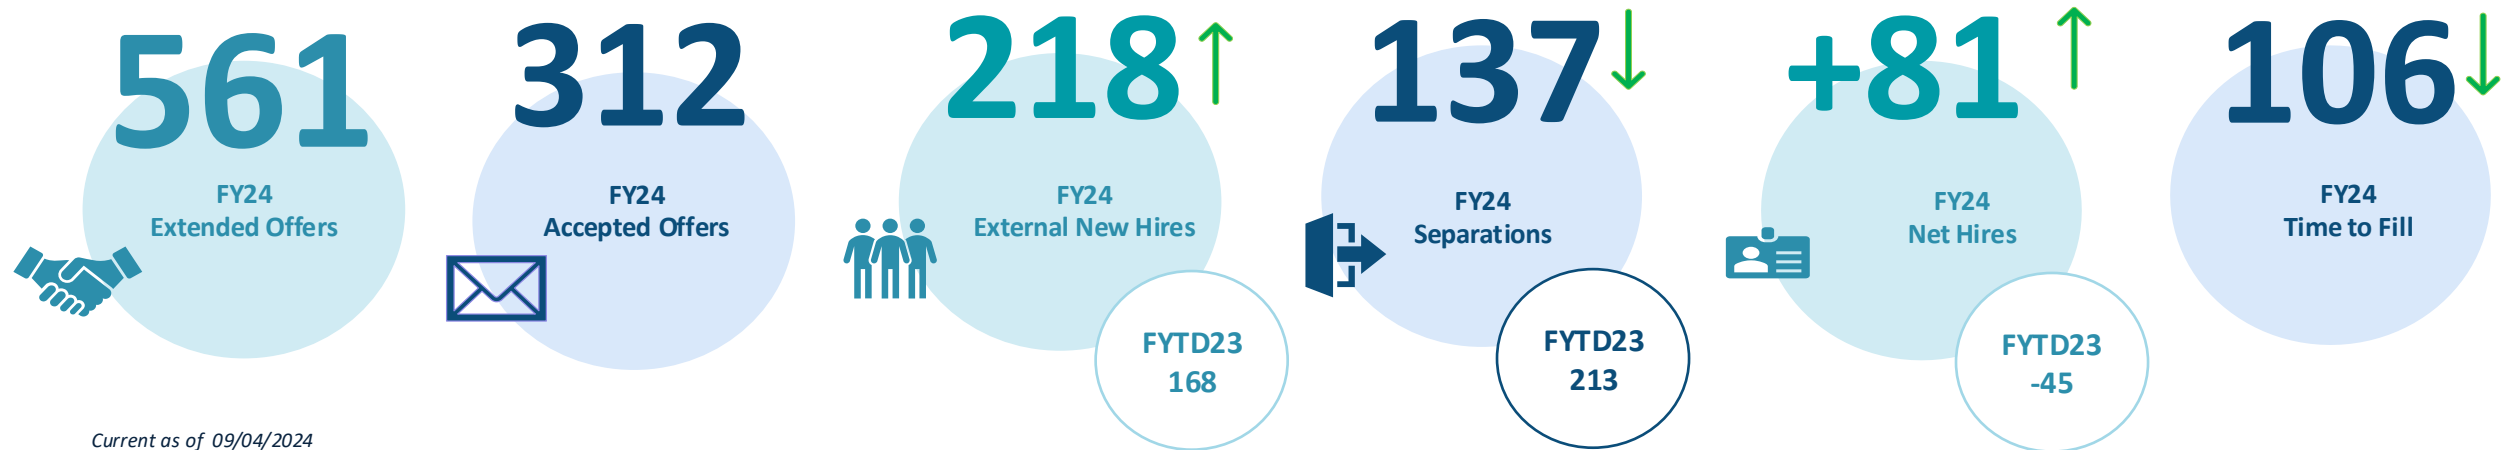 561
FY24
Extended Offers
312
FY24
Accepted Offers
218
FY24
External New Hires
FYTD23
168
137
FY24
Separations
FYTD23
213
+81
FY24
Net Hires
FYTD23
-45
106
FY24
Time to Fill
Current as of 09/04/2024